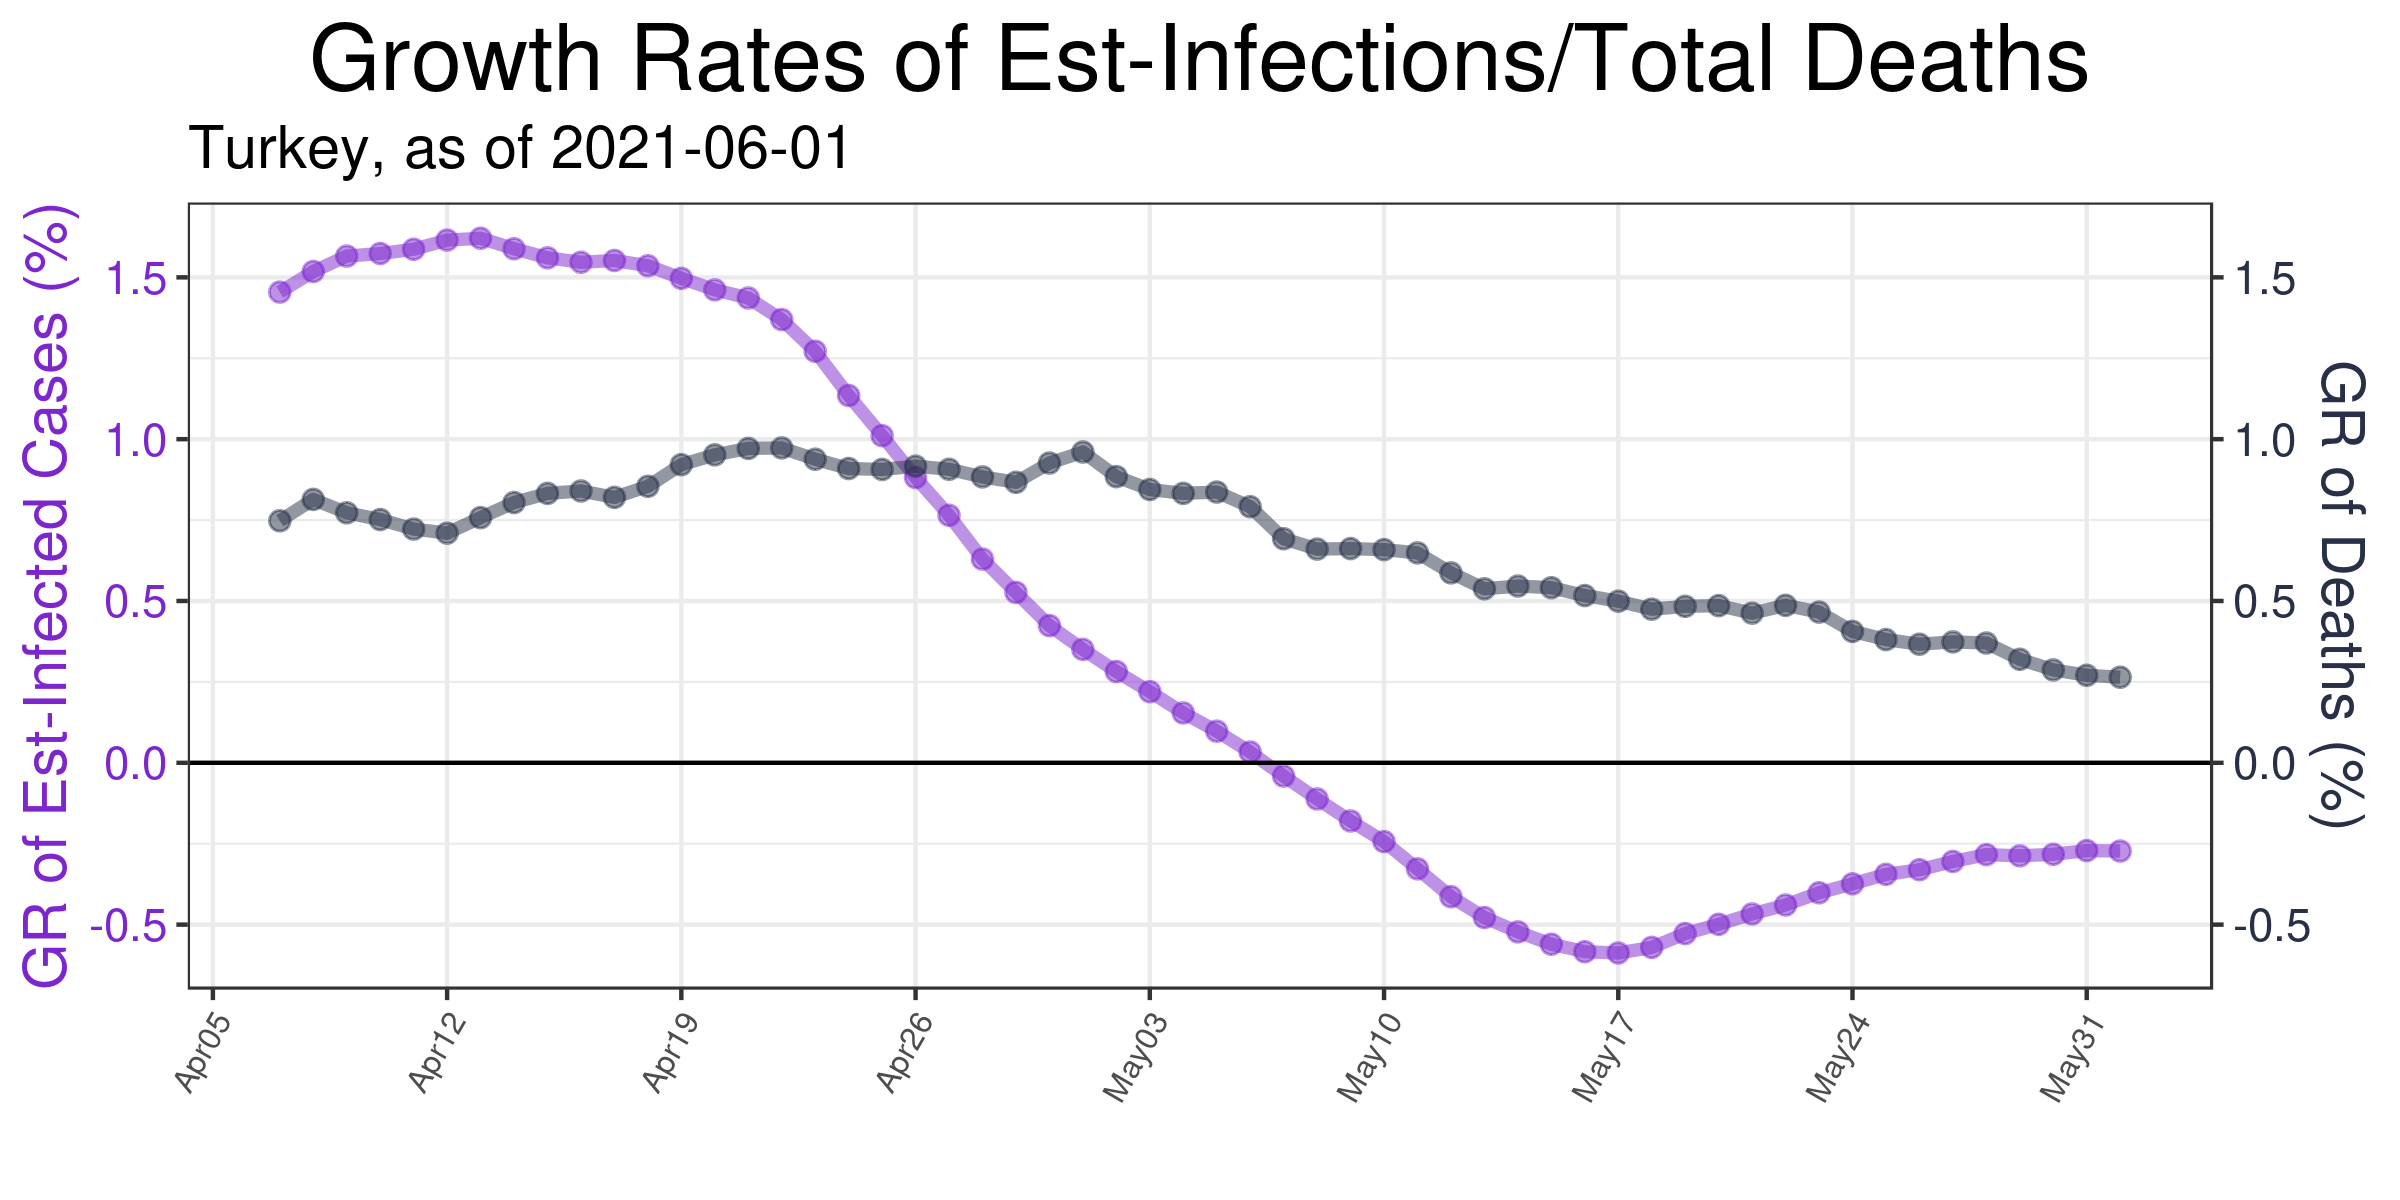 Growth Rates of Est-Infections/Total Deaths
Turkey, as of 2021-06-01
GR of Est-Infected Cases (%)
1.5
1.0
0.5
0.0
-0.5
1.5
1.0
0.5
0.0
-0.5
GR of Deaths (%)
Apr05
Apr12
Apr19
Apr26
May03
May10
May17
May24
May31